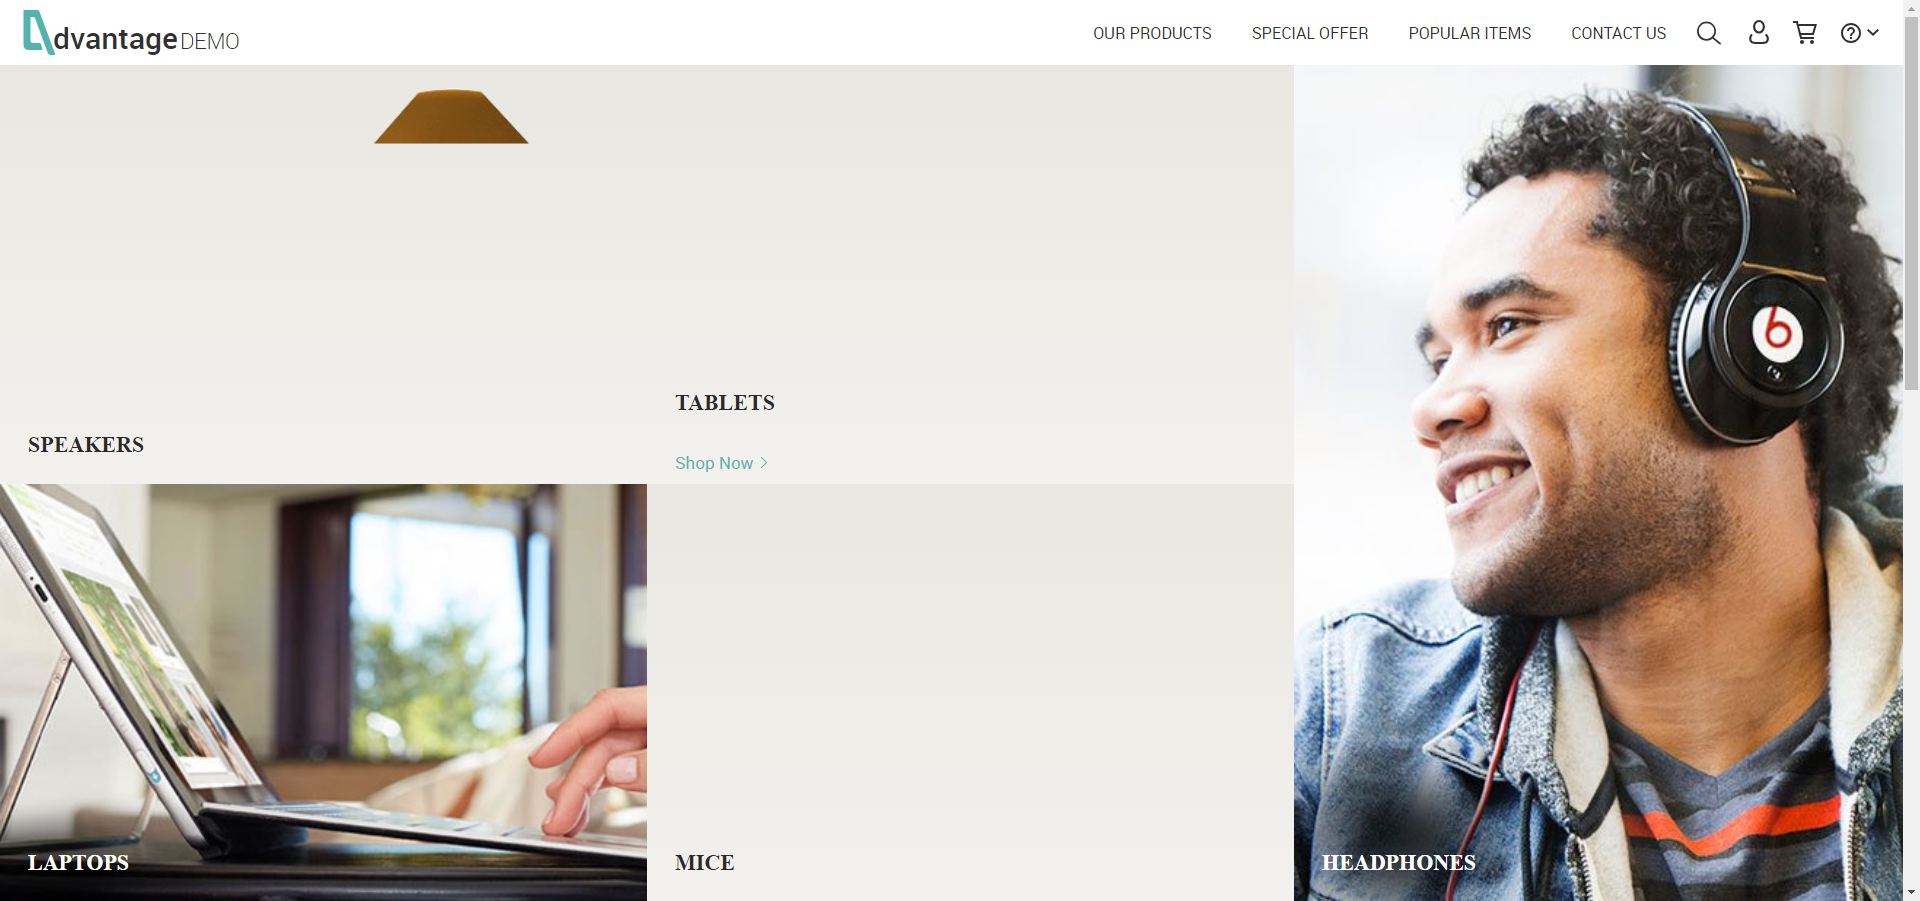 dvantage DEMO
OUR PRODUCTS
SPECIAL OFFER
POPULAR ITEMS
CONTACT US
SPEAKERS
TABLETS
Shop Now
LAPTOPS
MICE
HEADPHONES